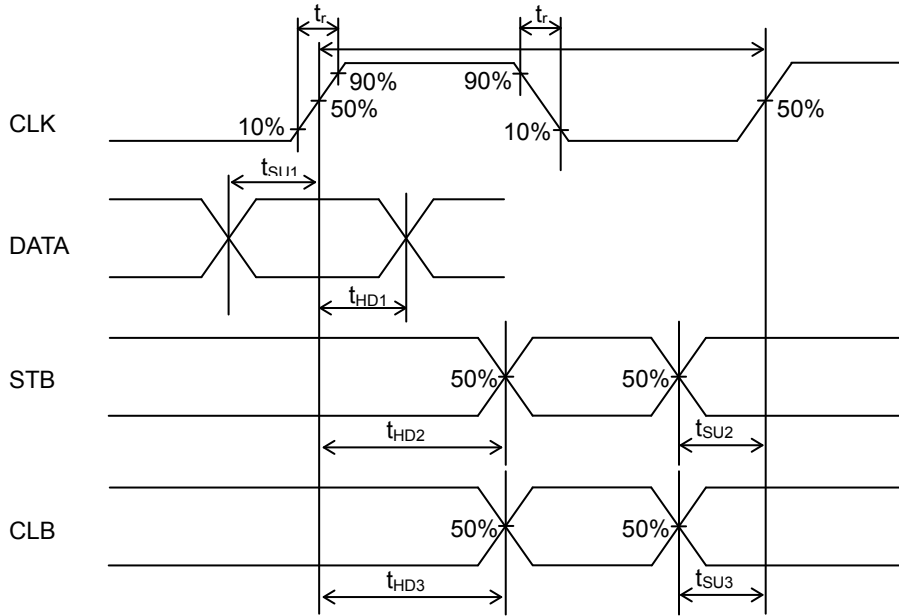 tr tr
90% 90%
CLK 50% 50%
10% 10%
tSU1
DATA
tHD1
STB 50% 50%
tHD2 tSU2
CLB 50% 50%
tHD3 tSU3